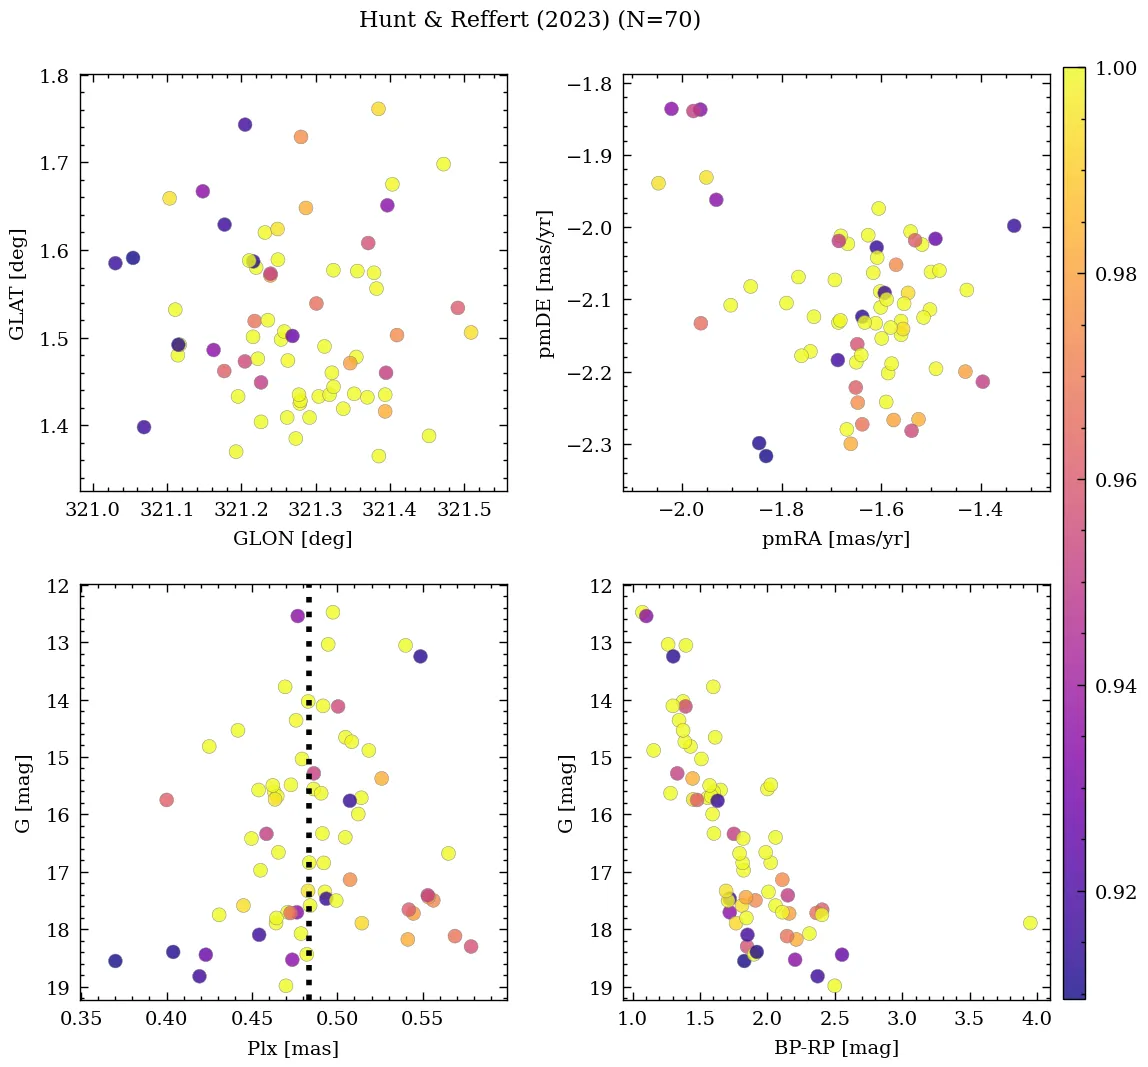 Hunt & Reffert (2023) (N=70)
1.8
1.7
1.6
1.5
1.4
GLAT [deg]
321.0 321.1 321.2 321.3 321.4 321.5
GLON [deg]
−1.8
−1.9
−2.0
−2.1
−2.2
−2.3
pmDE [mas/yr]
−2.0 −1.8 −1.6 −1.4
pmRA [mas/yr]
12
13
14
15
16
17
18
19
G [mag]
0.35 0.40 0.45 0.50 0.55
Plx [mas]
12
13
14
15
16
17
18
19
G [mag]
1.0 1.5 2.0 2.5 3.0 3.5 4.0
BP-RP [mag]
1.00
0.98
0.96
0.94
0.92